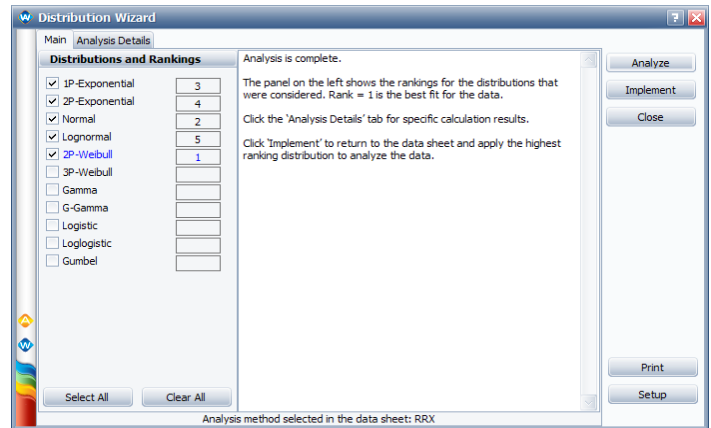 Distribution Wizard
Main Analysis Details
Distributions and Rankings
1P-Exponential 3
2P-Exponential 4
Normal 2
Lognormal 5
2P-Weibull 1
3P-Weibull
Gamma
G-Gamma
Logistic
Loglogistic
Gumbel
Select All Clear All
Analysis is complete.
The panel on the left shows the rankings for the distributions that
were considered. Rank = 1 is the best fit for the data.
Click the 'Analysis Details' tab for specific calculation results.
Click 'Implement' to return to the data sheet and apply the highest
ranking distribution to analyze the data.
Analyze
Implement
Close
Print
Setup
Analysis method selected in the data sheet: RRX